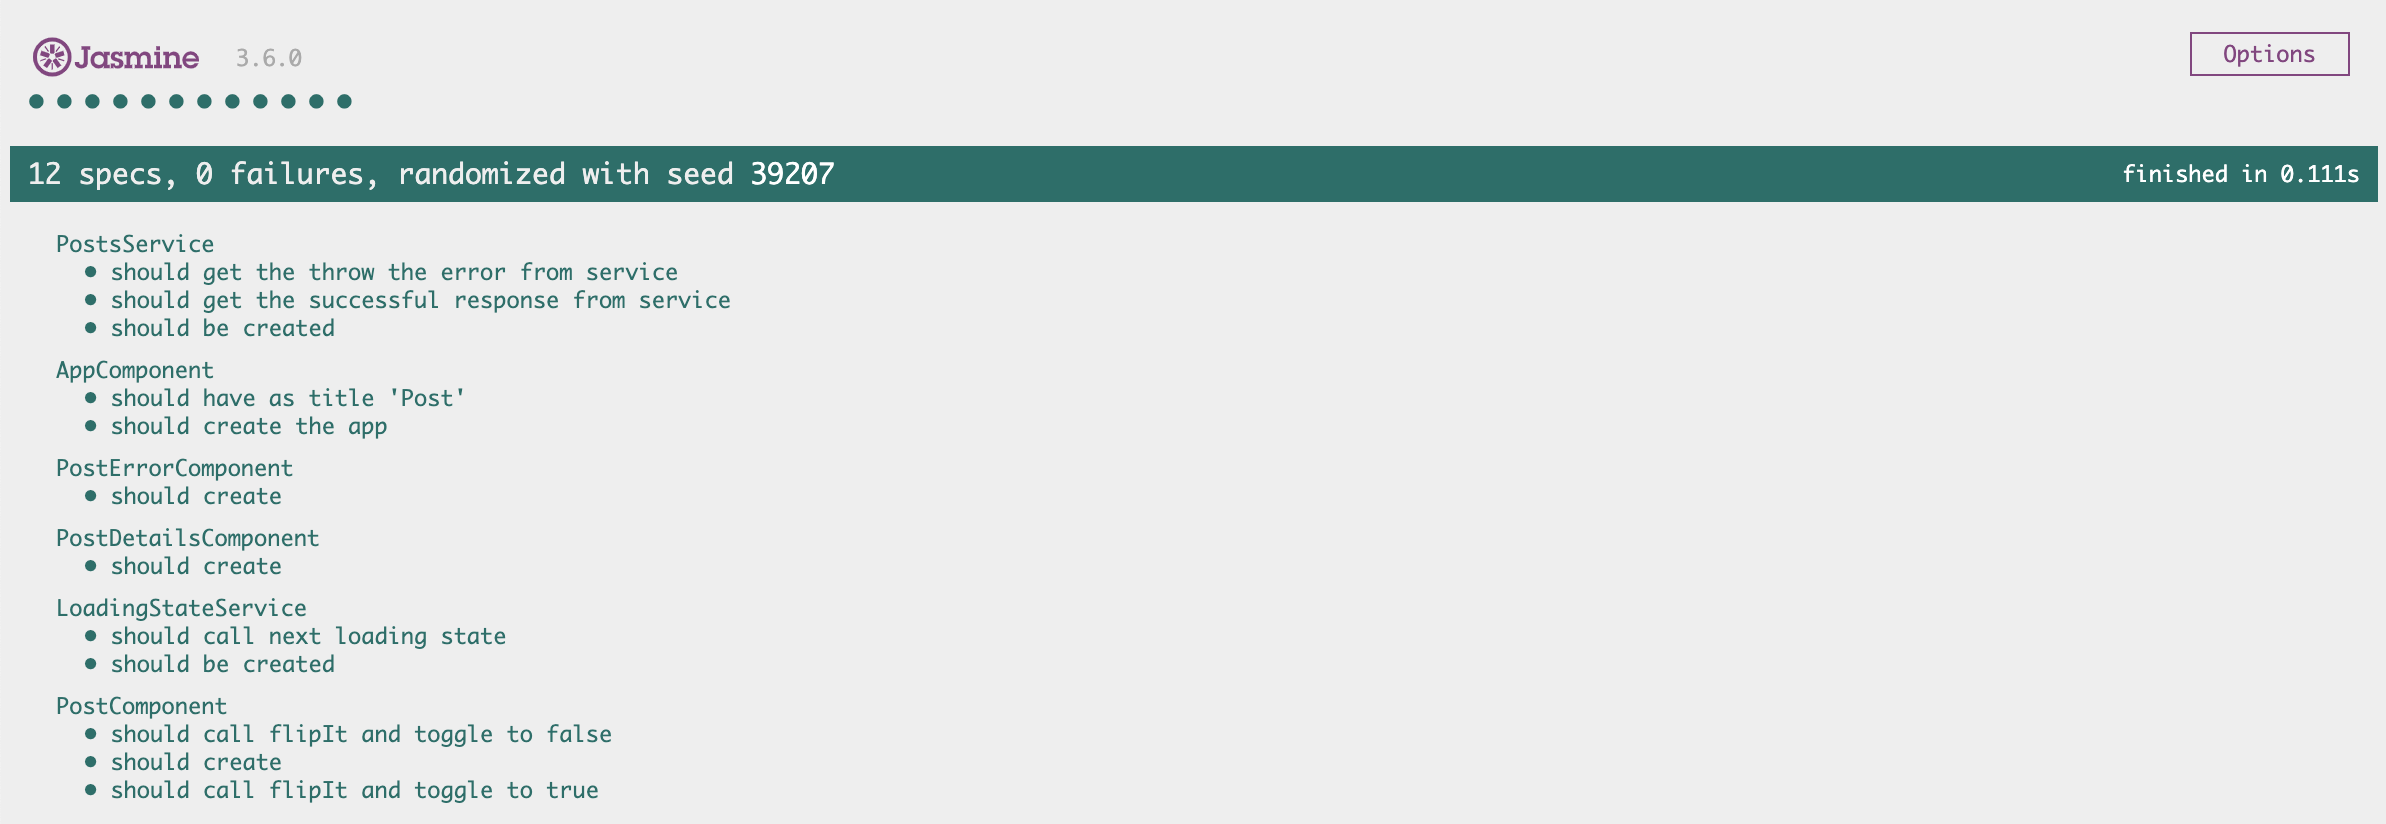 Jasmine 3.6.0 Options
12 specs, 0 failures, randomized with seed 39207 finished in 0.111s
PostsService
• should get the throw the error from service
• should get the successful response from service
• should be created
AppComponent
• should have as title 'Post'
• should create the app
PostErrorComponent
• should create
PostDetailsComponent
• should create
LoadingStateService
• should call next loading state
• should be created
PostComponent
• should call flipIt and toggle to false
• should create
• should call flipIt and toggle to true